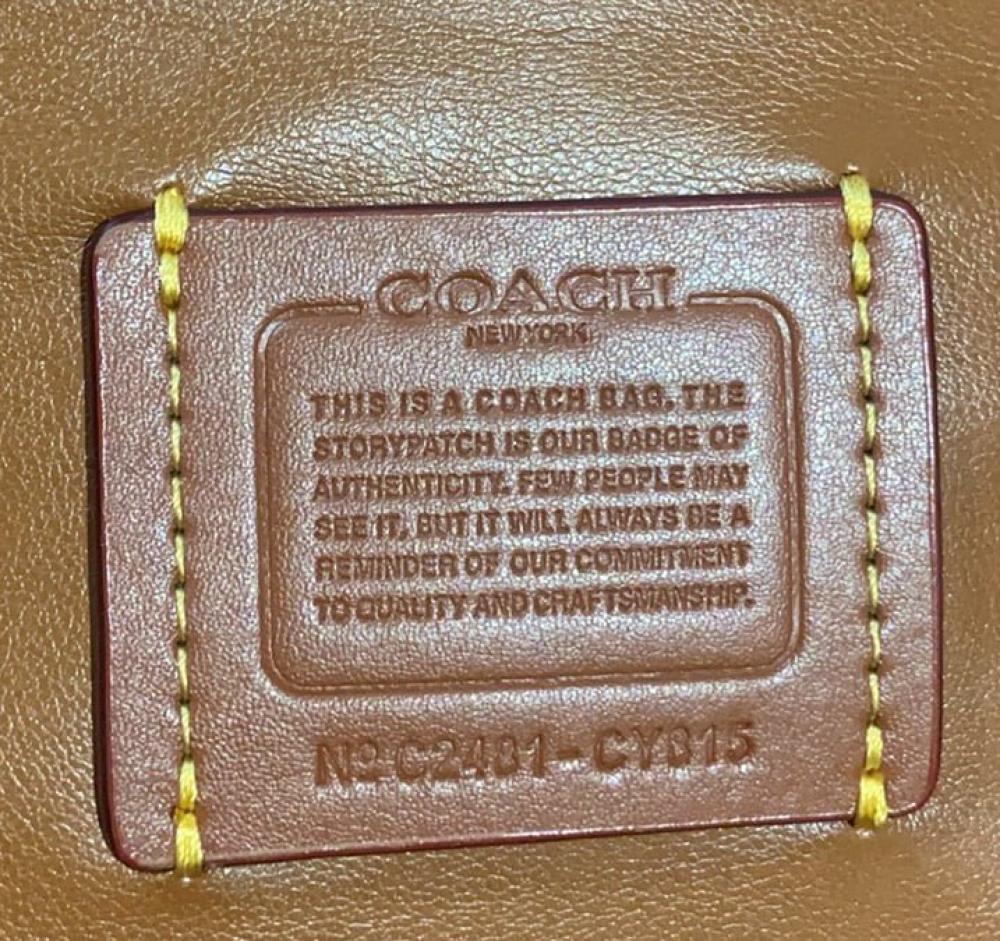 COACH
NEW YORK
THIS IS A COACH BAG. THE
STORYPATCH IS OUR BADGE OF
AUTHENTICITY. FEW PEOPLE MAY
SEE IT, BUT IT WILL ALWAYS BE A
REMINDER OF OUR COMMITMENT
TO QUALITY AND CRAFTSMANSHIP.
Nº C2481-CY815